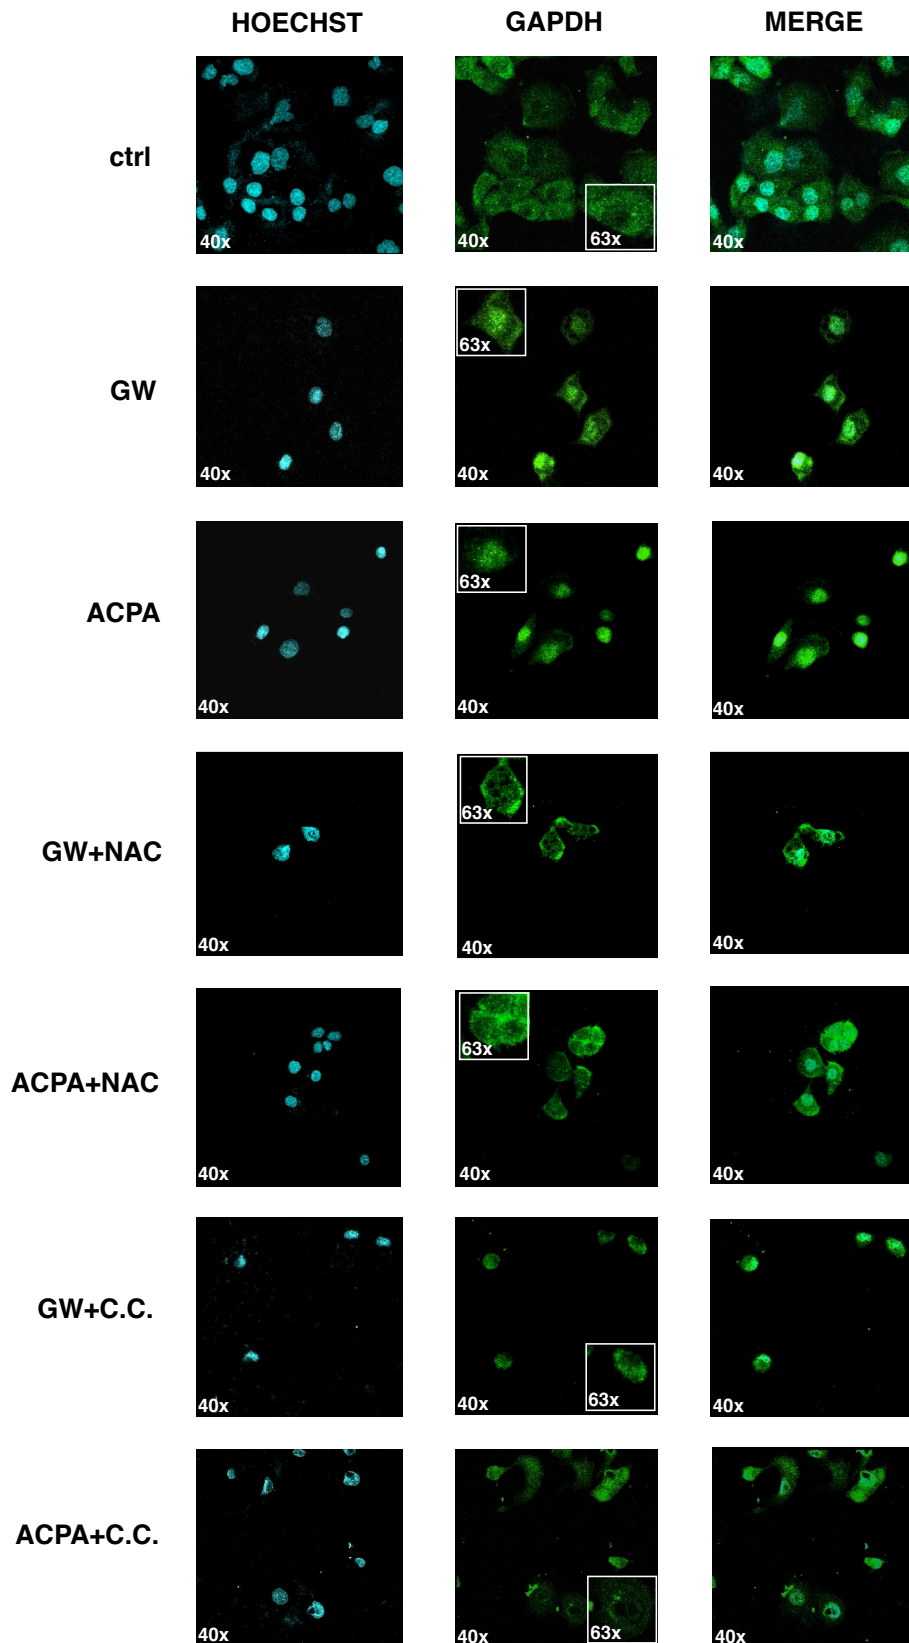 HOECHST GAPDH MERGE
ctrl
40x 40x 63x 40x
GW
63x
40x 40x 40x
ACPA
63x
40x 40x 40x
GW+NAC
63x
40x 40x 40x
ACPA+NAC
63x
40x 40x 40x
GW+C.C.
63x
40x 40x 40x
ACPA+C.C.
63x
40x 40x 40x